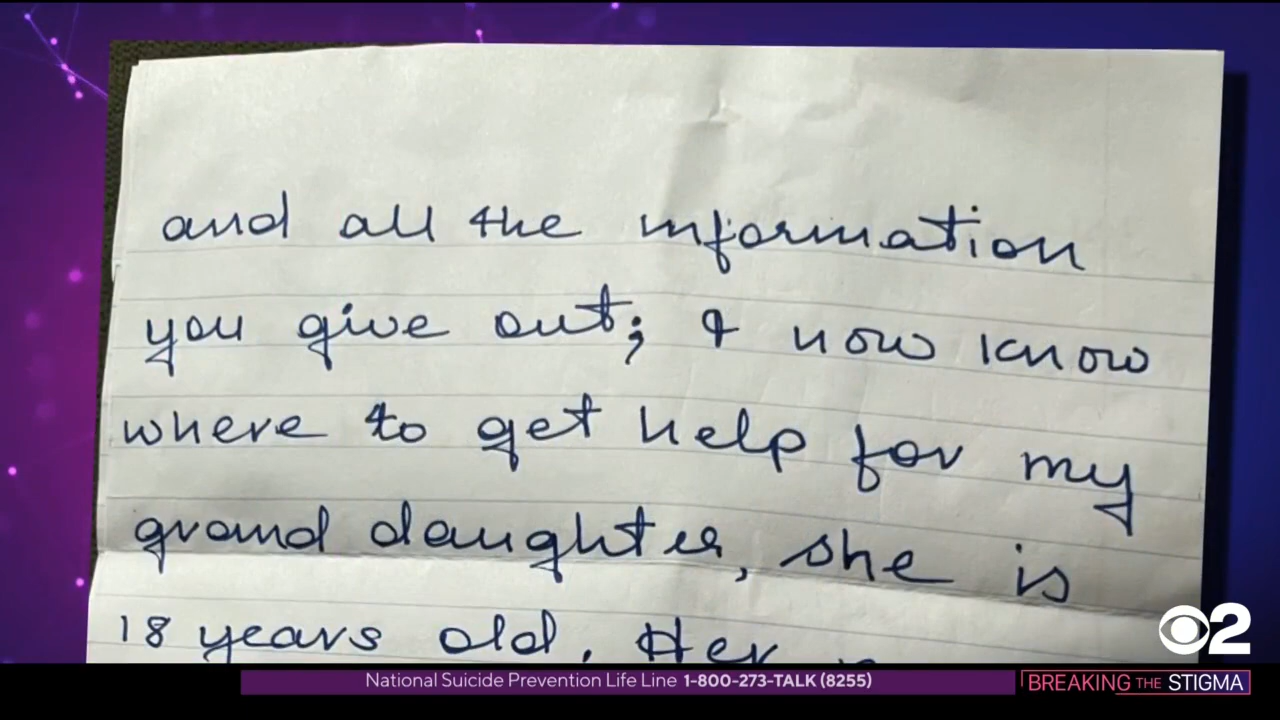 and all the information
you give out; & now know
where to get help for my
grand daughter, she is
18 years old. Her
2
National Suicide Prevention Life Line 1-800-273-TALK (8255)
BREAKING THE STIGMA